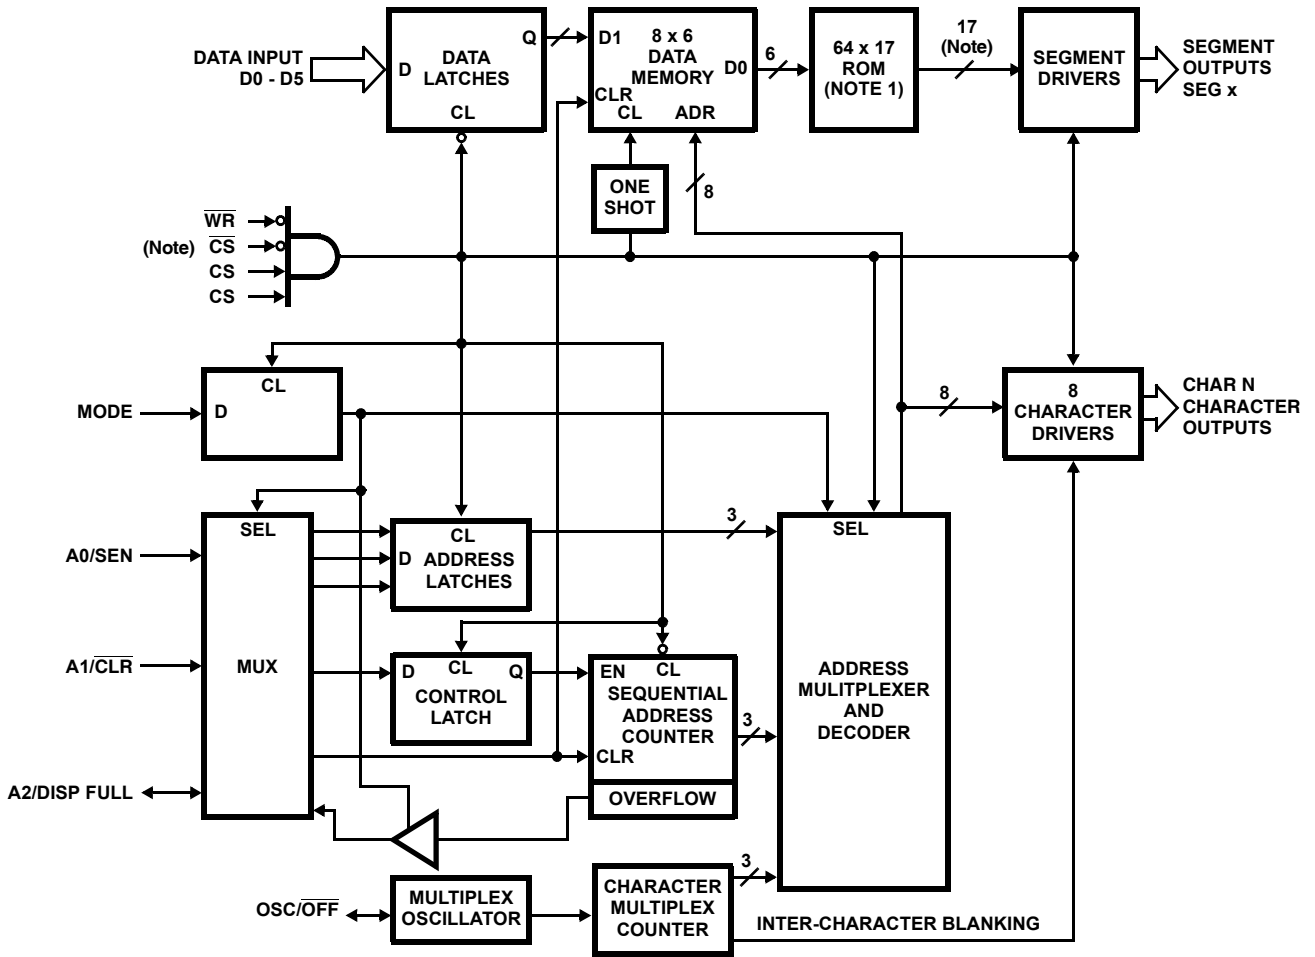 DATA INPUT
D0 - D5
D
DATA
LATCHES
Q
CL
D1
8 x 6
DATA
MEMORY
D0
CLR
CL
ADR
6
64 x 17
ROM
(NOTE 1)
17
(Note)
SEGMENT
DRIVERS
SEGMENT
OUTPUTS
SEG x
ONE
SHOT
8
WR
(Note) CS
CS
CS
MODE
CL
D
8
8
CHARACTER
DRIVERS
CHAR N
CHARACTER
OUTPUTS
A0/SEN
A1/CLR
A2/DISP FULL
SEL
MUX
CL
D
ADDRESS
LATCHES
3
SEL
ADDRESS
MULITPLEXER
AND
DECODER
D
CL
Q
CONTROL
LATCH
EN
CL
SEQUENTIAL
ADDRESS
COUNTER
CLR
3
OVERFLOW
OSC/OFF
MULTIPLEX
OSCILLATOR
CHARACTER
MULTIPLEX
COUNTER
3
INTER-CHARACTER BLANKING